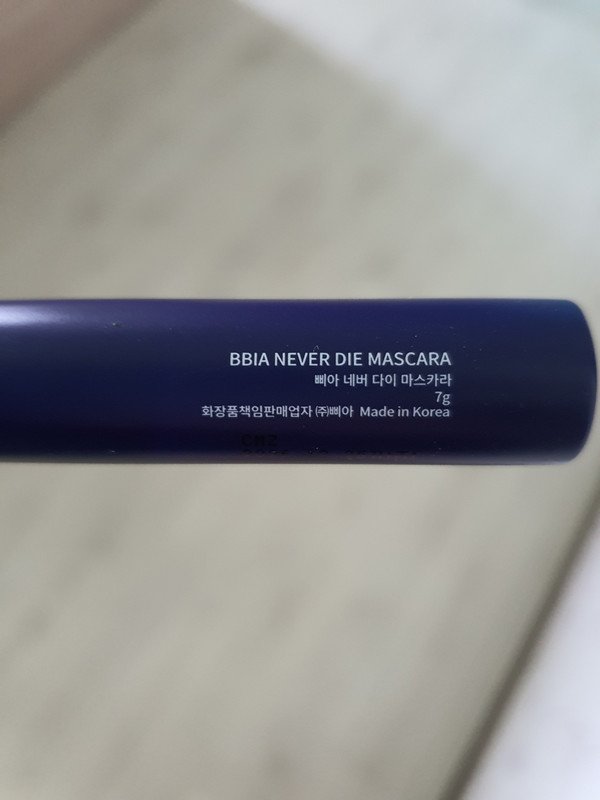 BBIA NEVER DIE MASCARA
삐아 네버 다이 마스카라
7g
화장품책임판매업자 ㈜삐아 Made in Korea
CM2